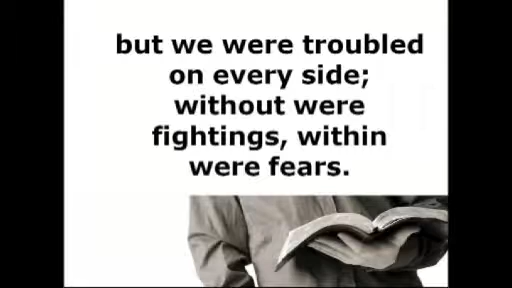 but we were troubled
on every side;
without were
fightings, within
were fears.